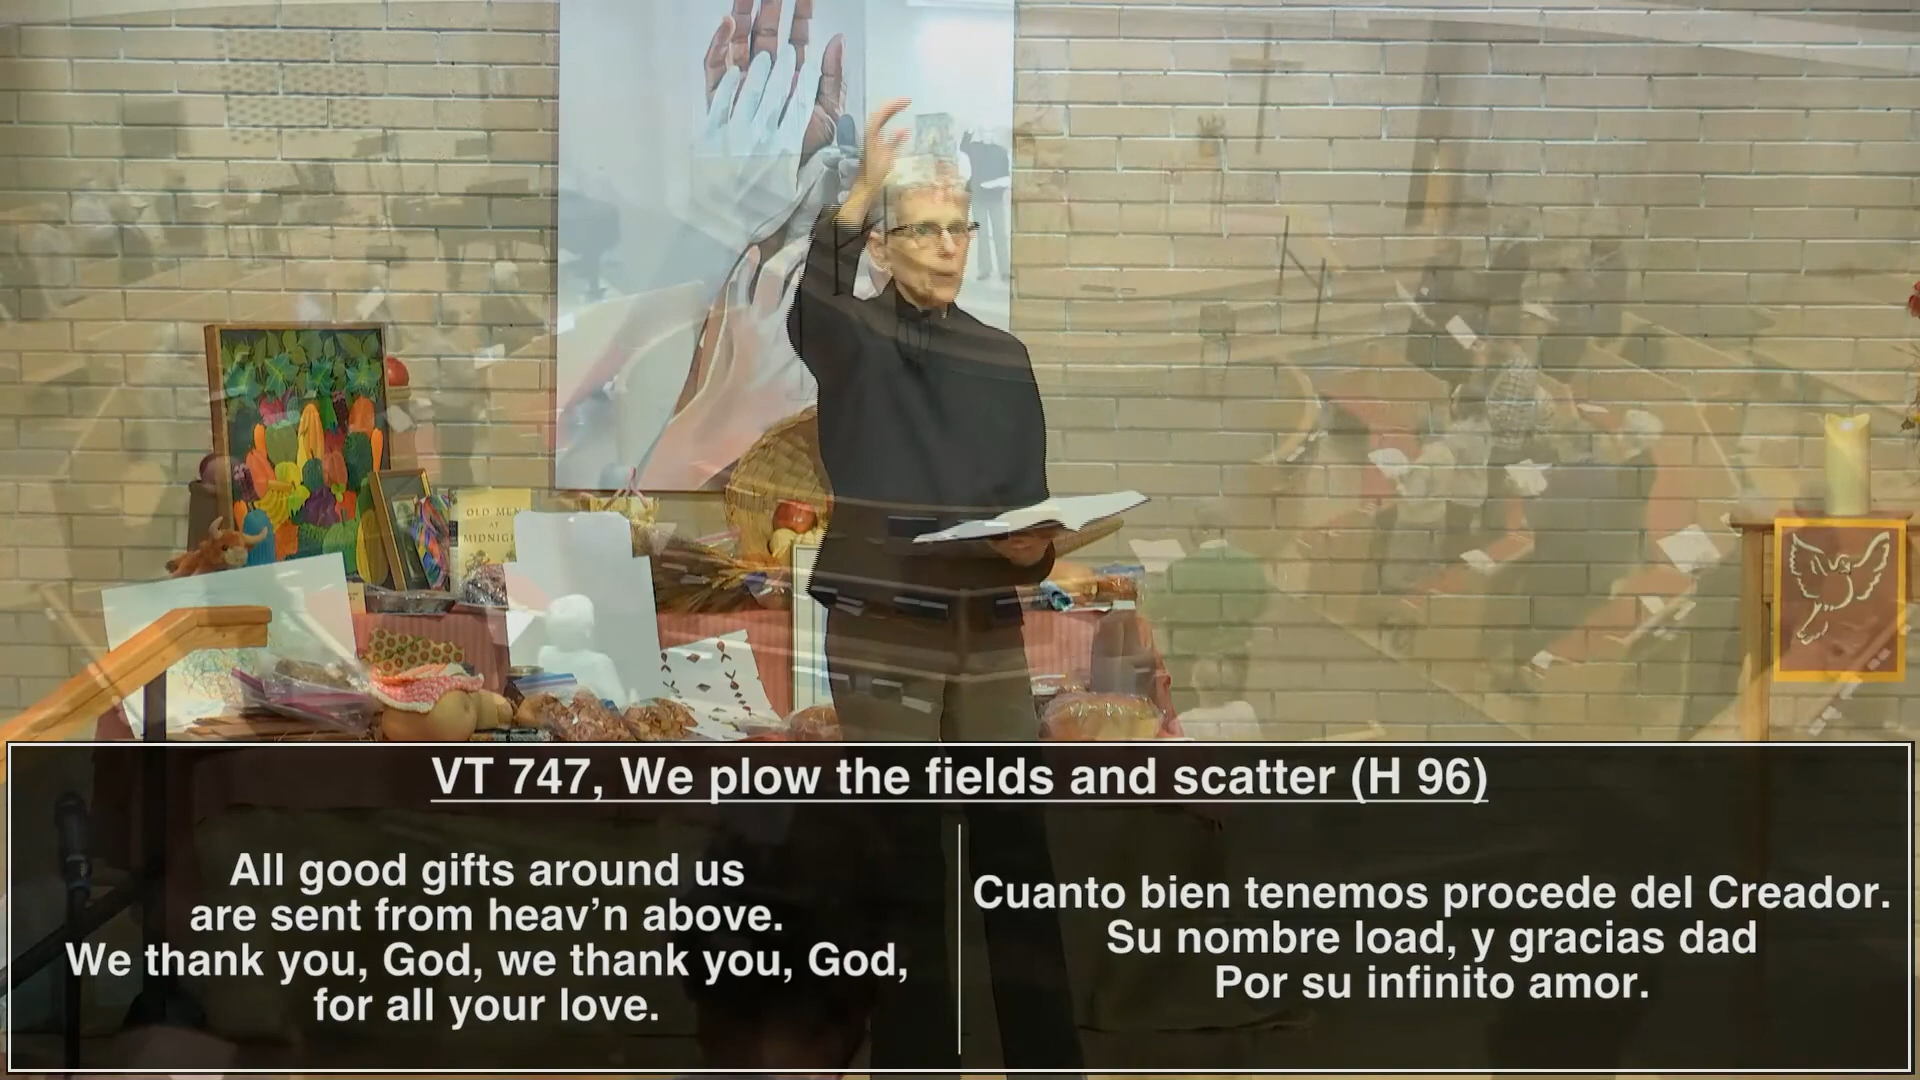 OLD MEN
AT
MIDNIGHT
VT 747, We plow the fields and scatter (H 96)
All good gifts around us
are sent from heav’n above.
We thank you, God, we thank you, God,
for all your love.
Cuanto bien tenemos procede del Creador.
Su nombre load, y gracias dad
Por su infinito amor.